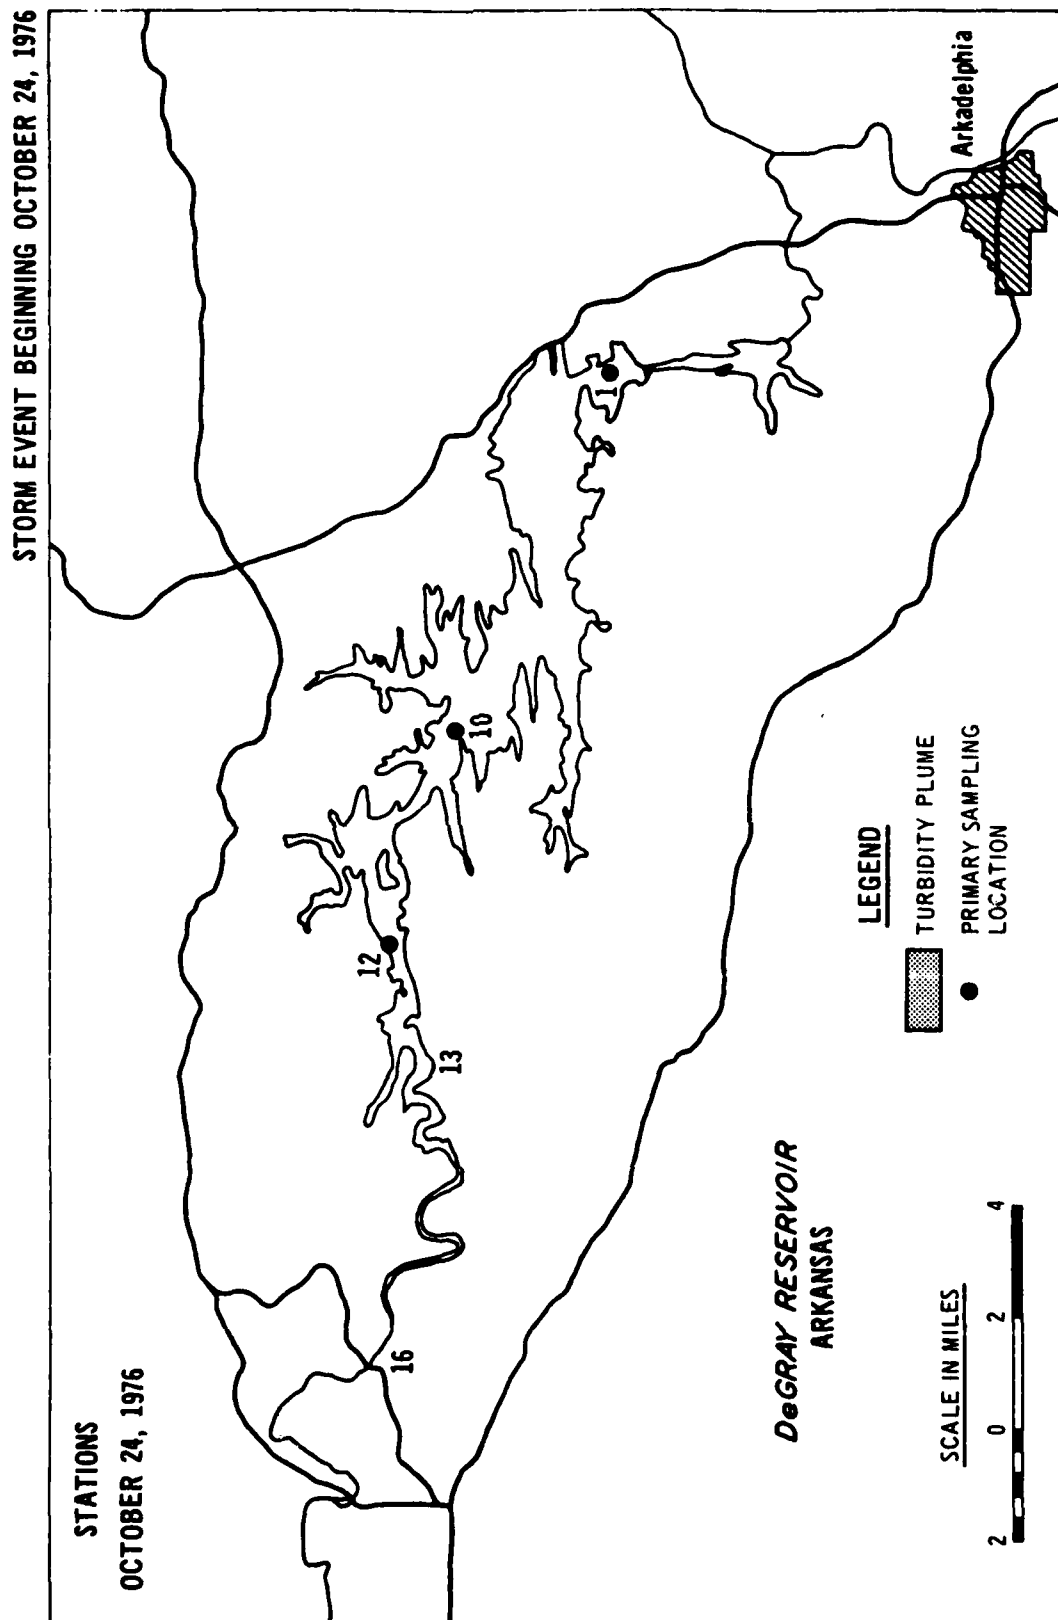 STORM EVENT BEGINNING OCTOBER 24, 1976
STATIONS
OCTOBER 24, 1976
Arkadelphia
1
10
12
13
16
DeGRAY RESERVOIR
ARKANSAS
LEGEND
TURBIDITY PLUME
PRIMARY SAMPLING
LOCATION
SCALE IN MILES
2 0 2 4